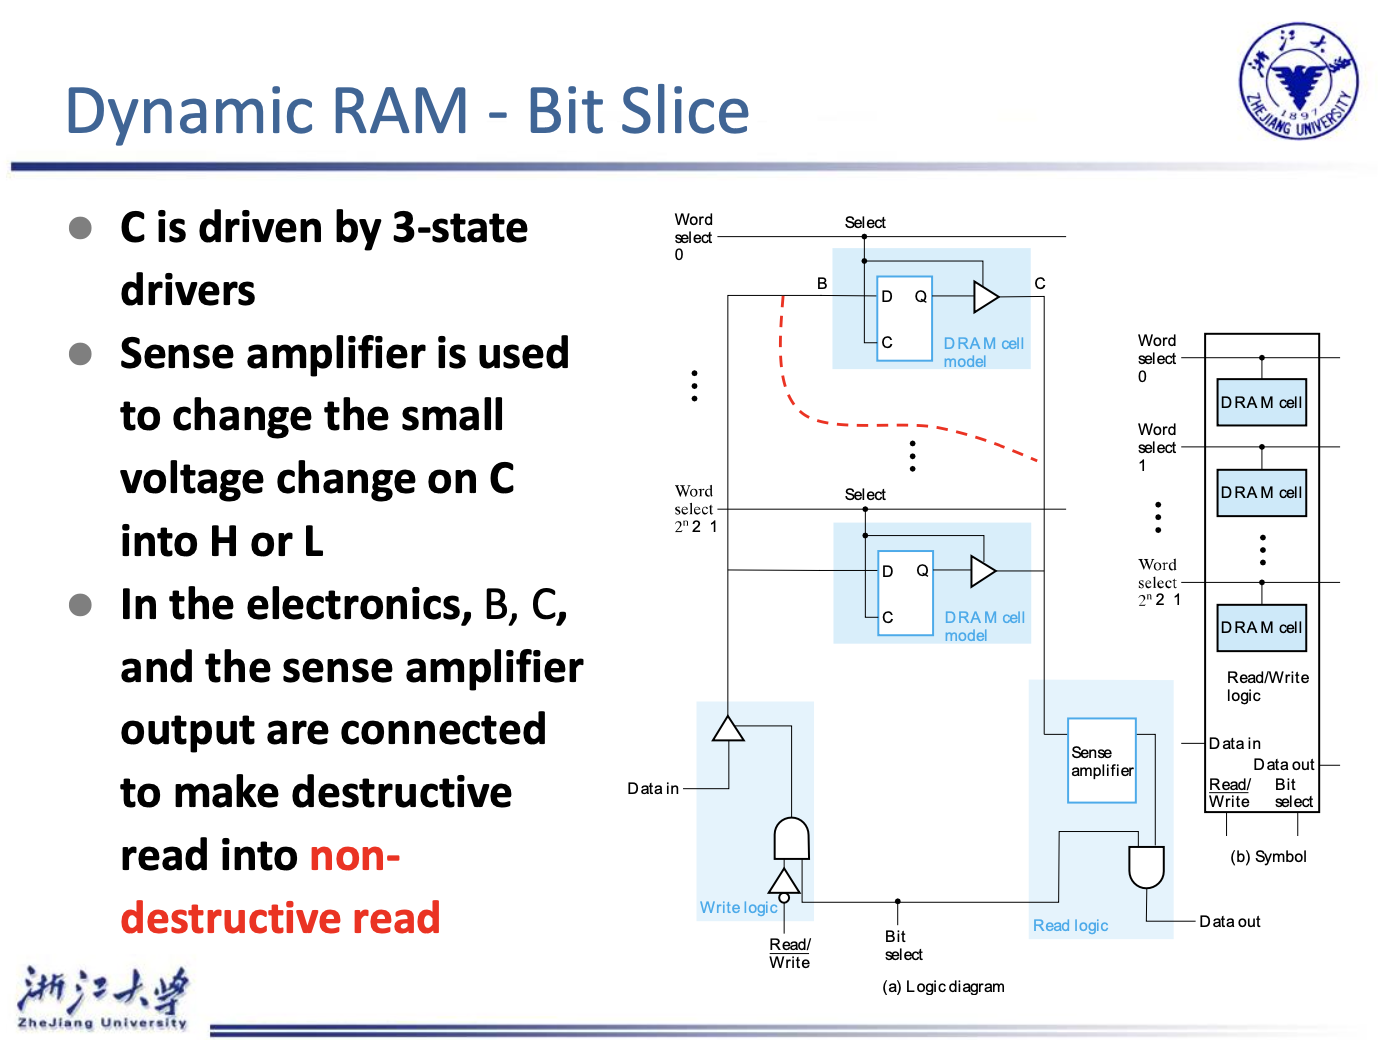 Dynamic RAM - Bit Slice
浙江大学
ZHEJIANG UNIVERSITY
1897
● C is driven by 3-state
drivers
● Sense amplifier is used
to change the small
voltage change on C
into H or L
● In the electronics, B, C,
and the sense amplifier
output are connected
to make destructive
read into non-
destructive read
Word
select
0
Select
B
C
D Q
C
DRAM cell
model
Word
select
2ⁿ 2 1
Select
D Q
C
DRAM cell
model
Sense
amplifier
Data in
Write logic
Read/
Write
Bit
select
Read logic
Data out
(a) Logic diagram
Word
select
0
DRAM cell
Word
select
1
DRAM cell
Word
select
2ⁿ 2 1
DRAM cell
Read/Write
logic
Data in
Data out
Read/
Write
Bit
select
(b) Symbol
浙江大学
ZheJiang University